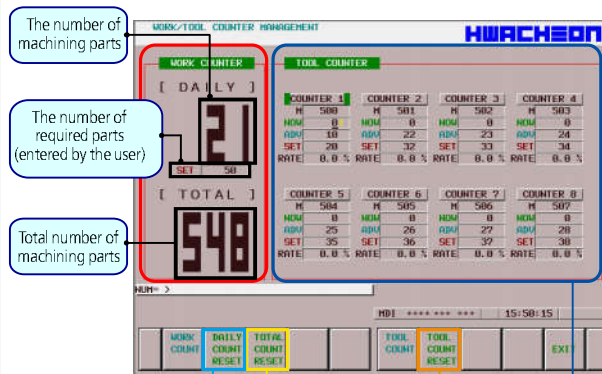 The number of
machining parts
The number of
required parts
(entered by the user)
Total number of
machining parts
WORK/TOOL COUNTER MANAGEMENT
HWACHEON
WORK COUNTER
[ DAILY ]
21
SET 50
[ TOTAL ]
548
TOOL COUNTER
COUNTER 1 COUNTER 2 COUNTER 3 COUNTER 4
M 500 M 501 M 502 M 503
NOW 0 NOW 0 NOW 0 NOW 0
ADV 18 ADV 22 ADV 23 ADV 24
SET 20 SET 32 SET 33 SET 34
RATE 0.0 % RATE 0.0 % RATE 0.0 % RATE 0.0 %
COUNTER 5 COUNTER 6 COUNTER 7 COUNTER 8
M 504 M 505 M 506 M 507
NOW 0 NOW 0 NOW 0 NOW 0
ADV 25 ADV 26 ADV 27 ADV 28
SET 35 SET 36 SET 37 SET 38
RATE 0.0 % RATE 0.0 % RATE 0.0 % RATE 0.0 %
NUM= >
MDI **** *** *** 15:58:15
WORK COUNT
DAILY COUNT RESET
TOTAL COUNT RESET
TOOL COUNT
TOOL COUNT RESET
EXIT